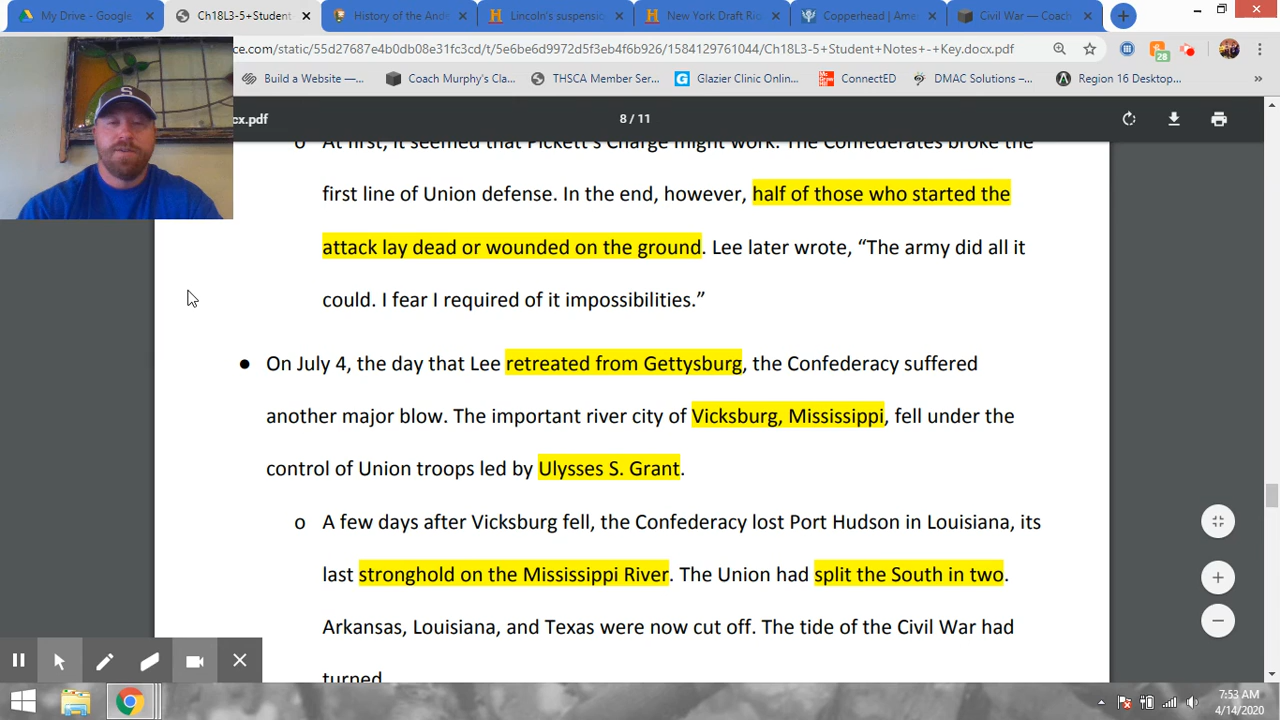 My Drive - Google
Ch18L3-5+Student
History of the And
Lincoln's suspensi
New York Draft Rio
Copperhead | Ame
Civil War — Coach
ce.com/static/55d27687e4b0db08e31fc3cd/t/5e6be6d9972d5f3eb4f6b926/1584129761044/Ch18L3-5+Student+Notes+-+Key.docx.pdf
28
Build a Website —...
Coach Murphy's Cla...
THSCA Member Ser...
Glazier Clinic Onlin...
ConnectED
DMAC Solutions –...
Region 16 Desktop...
»
cx.pdf
8 / 11
o At first, it seemed that Pickett's Charge might work. The Confederates broke the
first line of Union defense. In the end, however, half of those who started the
attack lay dead or wounded on the ground. Lee later wrote, “The army did all it
could. I fear I required of it impossibilities.”
● On July 4, the day that Lee retreated from Gettysburg, the Confederacy suffered
another major blow. The important river city of Vicksburg, Mississippi, fell under the
control of Union troops led by Ulysses S. Grant.
o A few days after Vicksburg fell, the Confederacy lost Port Hudson in Louisiana, its
last stronghold on the Mississippi River. The Union had split the South in two.
Arkansas, Louisiana, and Texas were now cut off. The tide of the Civil War had
turned.
7:53 AM
4/14/2020